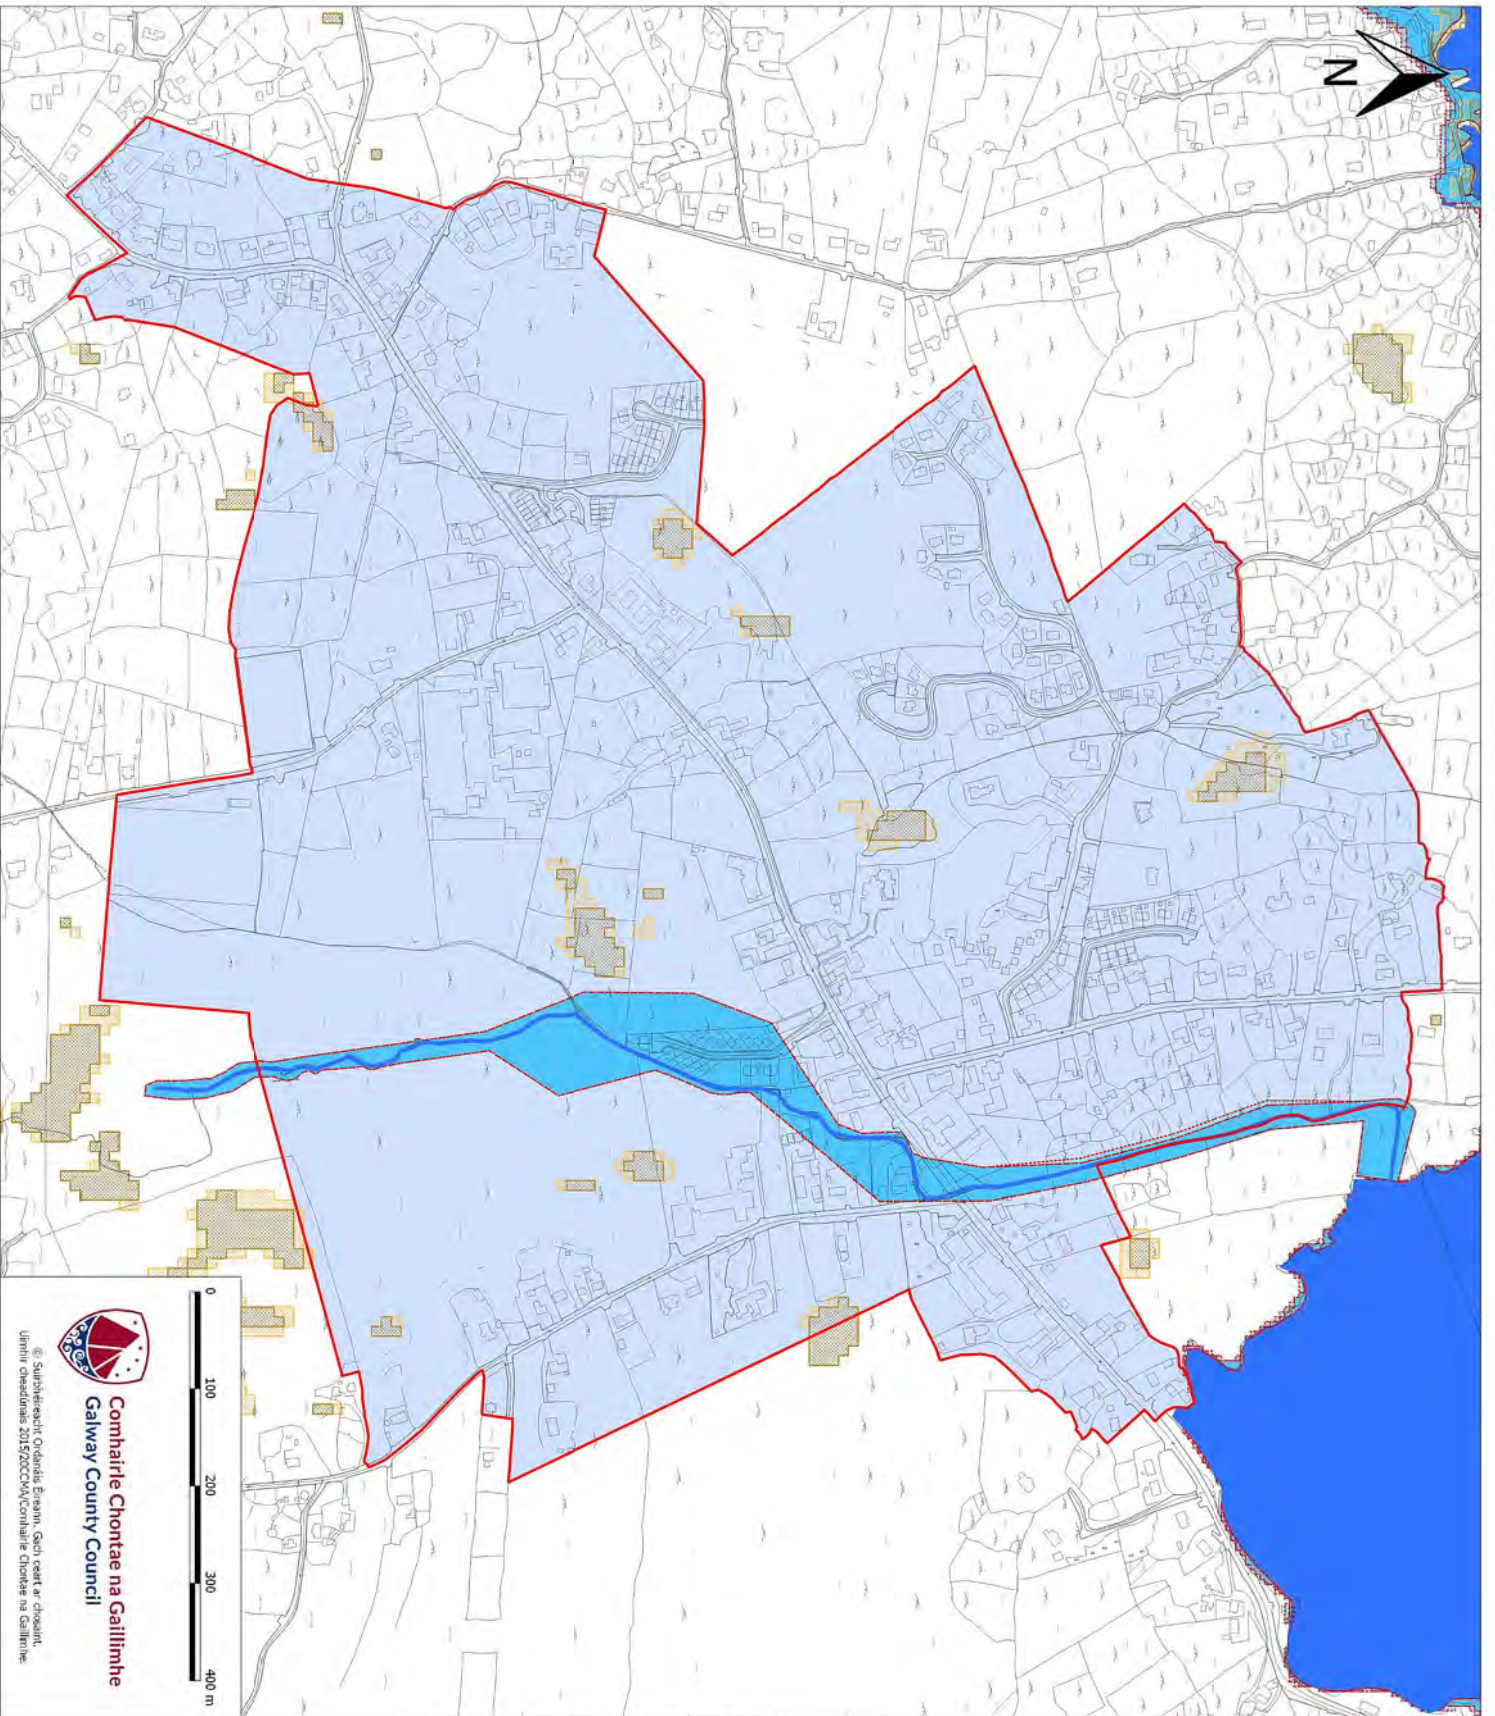 N
0 100 200 300 400 m
Comhairle Chontae na Gaillimhe
Galway County Council
© Suirbhéireacht Ordanáis Éireann. Gach ceart ar chosaint.
Uimhir cheadúnais 2015/20CCMA/Comhairle Chontae na Gaillimhe.